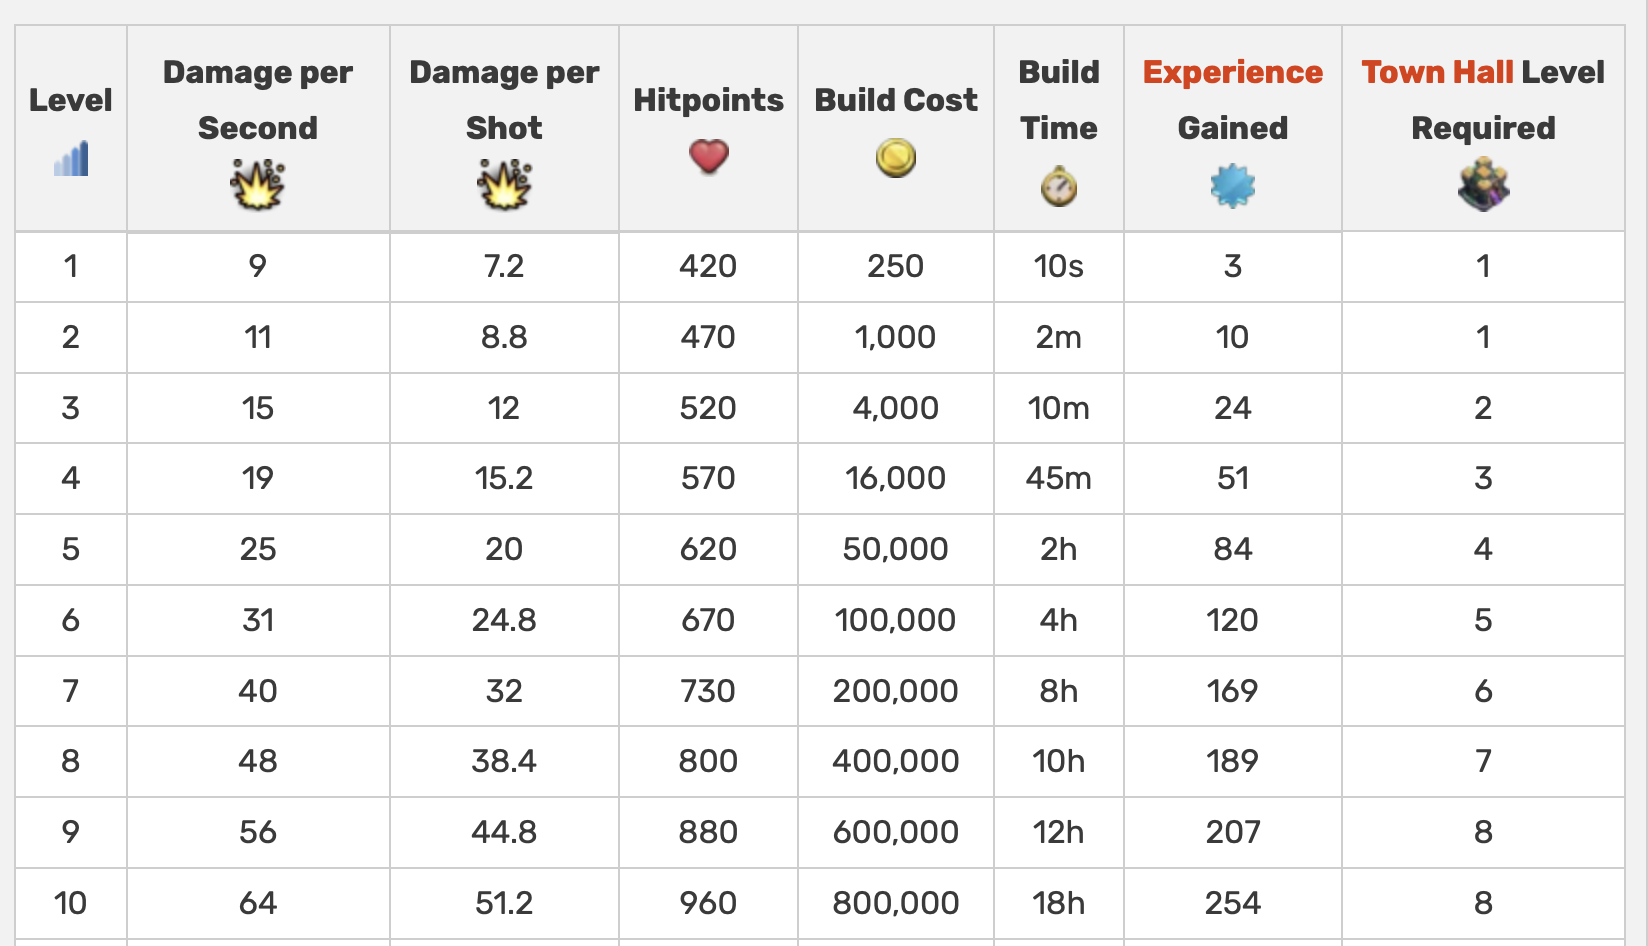 Level Damage per Second Damage per Shot Hitpoints Build Cost Build Time Experience Gained Town Hall Level Required
1 9 7.2 420 250 10s 3 1
2 11 8.8 470 1,000 2m 10 1
3 15 12 520 4,000 10m 24 2
4 19 15.2 570 16,000 45m 51 3
5 25 20 620 50,000 2h 84 4
6 31 24.8 670 100,000 4h 120 5
7 40 32 730 200,000 8h 169 6
8 48 38.4 800 400,000 10h 189 7
9 56 44.8 880 600,000 12h 207 8
10 64 51.2 960 800,000 18h 254 8